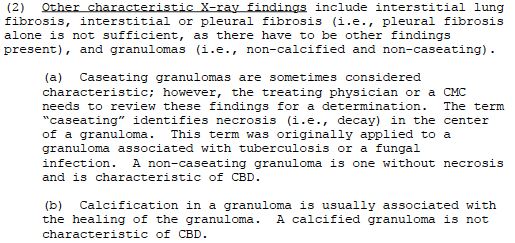 (2) Other characteristic X-ray findings include interstitial lung
fibrosis, interstitial or pleural fibrosis (i.e., pleural fibrosis
alone is not sufficient, as there have to be other findings
present), and granulomas (i.e., non-calcified and non-caseating).
(a) Caseating granulomas are sometimes considered
characteristic; however, the treating physician or a CMC
needs to review these findings for a determination. The term
"caseating" identifies necrosis (i.e., decay) in the center
of a granuloma. This term was originally applied to a
granuloma associated with tuberculosis or a fungal
infection. A non-caseating granuloma is one without necrosis
and is characteristic of CBD.
(b) Calcification in a granuloma is usually associated with
the healing of the granuloma. A calcified granuloma is not
characteristic of CBD.